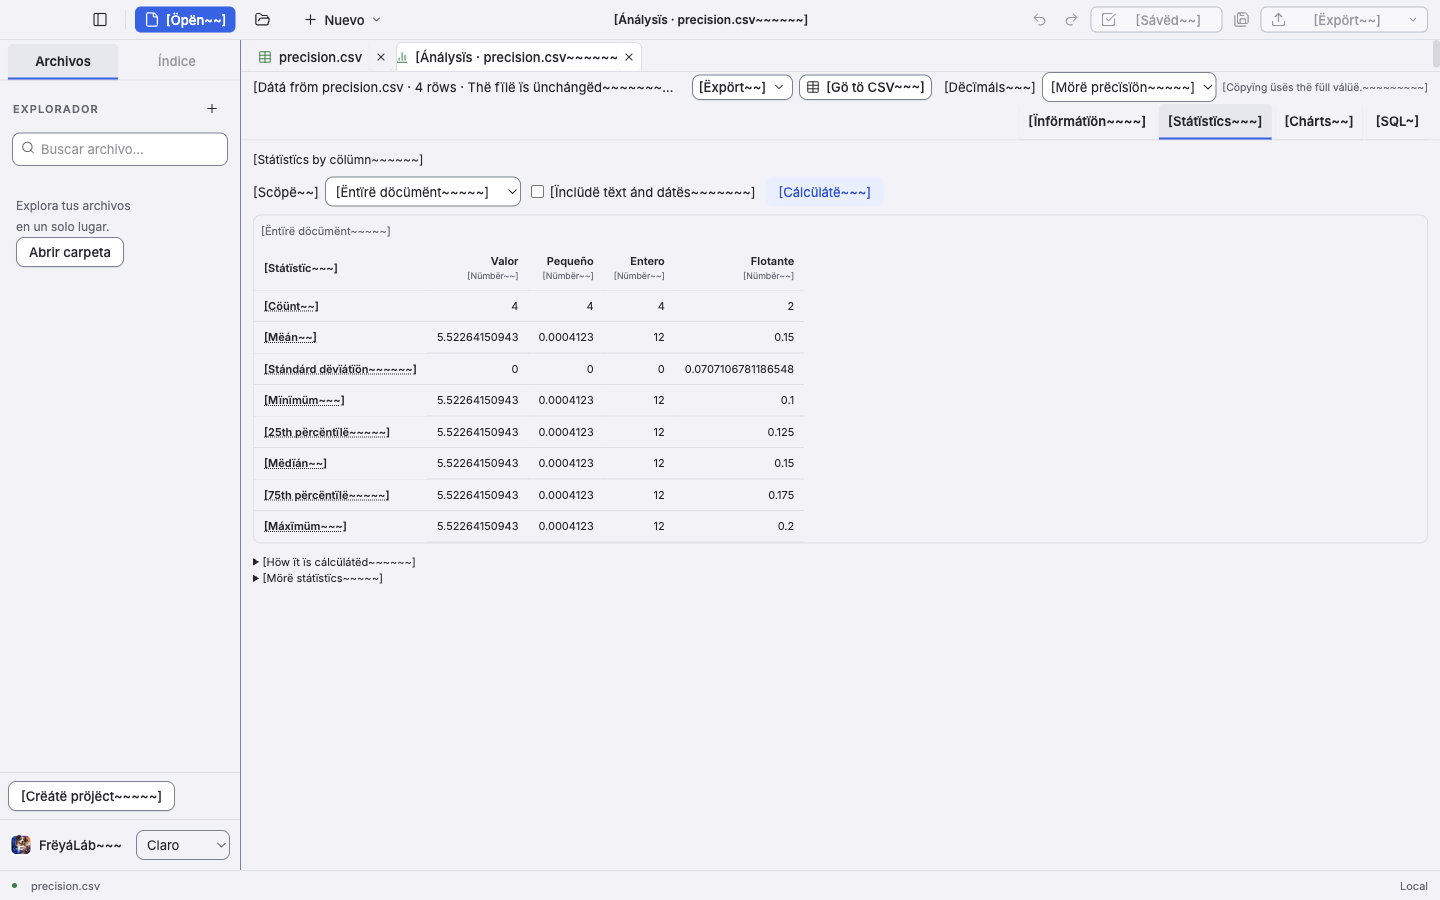 [Öpën~~]
Nuevo
[Ánálysïs · precision.csv~~~~~~]
[Sávëd~~]
[Ëxpört~~]
Archivos
Índice
precision.csv
[Ánálysïs · precision.csv~~~~~~
[Dátá fröm precision.csv · 4 röws · Thë fïlë ïs ünchángëd~~~~~~~...
[Ëxpört~~]
[Gö tö CSV~~~]
[Dëcïmáls~~~]
[Mörë prëcïsïön~~~~~]
[Cöpyïng üsës thë füll válüë.~~~~~~~~~]
EXPLORADOR
[Ïnförmátïön~~~~]
[Státïstïcs~~~]
[Chárts~~]
[SQL~]
Buscar archivo...
Explora tus archivos
en un solo lugar.
Abrir carpeta
[Státïstïcs by cölümn~~~~~~]
[Scöpë~~]
[Ëntïrë döcümënt~~~~~]
[Ïnclüdë tëxt ánd dátës~~~~~~~]
[Cálcülátë~~~]
[Ëntïrë döcümënt~~~~~]
[Státïstïc~~~] Valor Pequeño Entero Flotante
[Nümbër~~] [Nümbër~~] [Nümbër~~] [Nümbër~~]
[Cöünt~~] 4 4 4 2
[Mëán~~] 5.52264150943 0.0004123 12 0.15
[Stándárd dëvïátïön~~~~~~] 0 0 0 0.0707106781186548
[Mïnïmüm~~~] 5.52264150943 0.0004123 12 0.1
[25th përcëntïlë~~~~~] 5.52264150943 0.0004123 12 0.125
[Mëdïán~~] 5.52264150943 0.0004123 12 0.15
[75th përcëntïlë~~~~~] 5.52264150943 0.0004123 12 0.175
[Máxïmüm~~~] 5.52264150943 0.0004123 12 0.2
[Höw ït ïs cálcülátëd~~~~~~]
[Mörë státïstïcs~~~~~]
[Crëátë pröjëct~~~~~]
FrëyáLáb~~~
Claro
precision.csv
Local